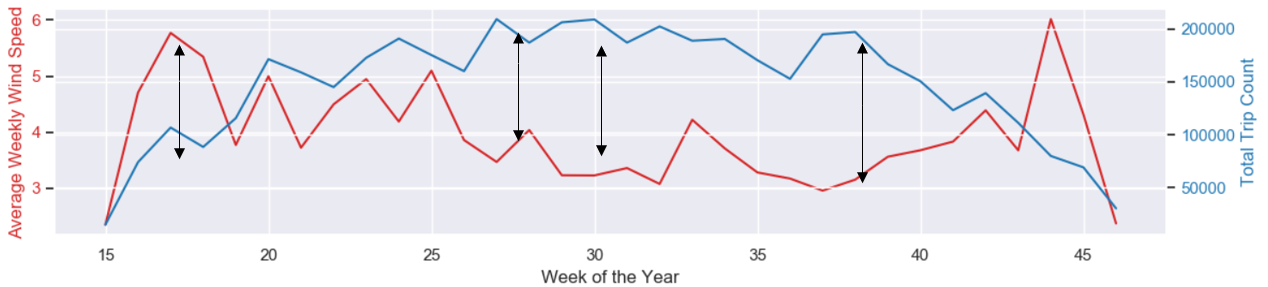 Average Weekly Wind Speed
6
5
4
3
200000
150000
100000
50000
Total Trip Count
15 20 25 30 35 40 45
Week of the Year